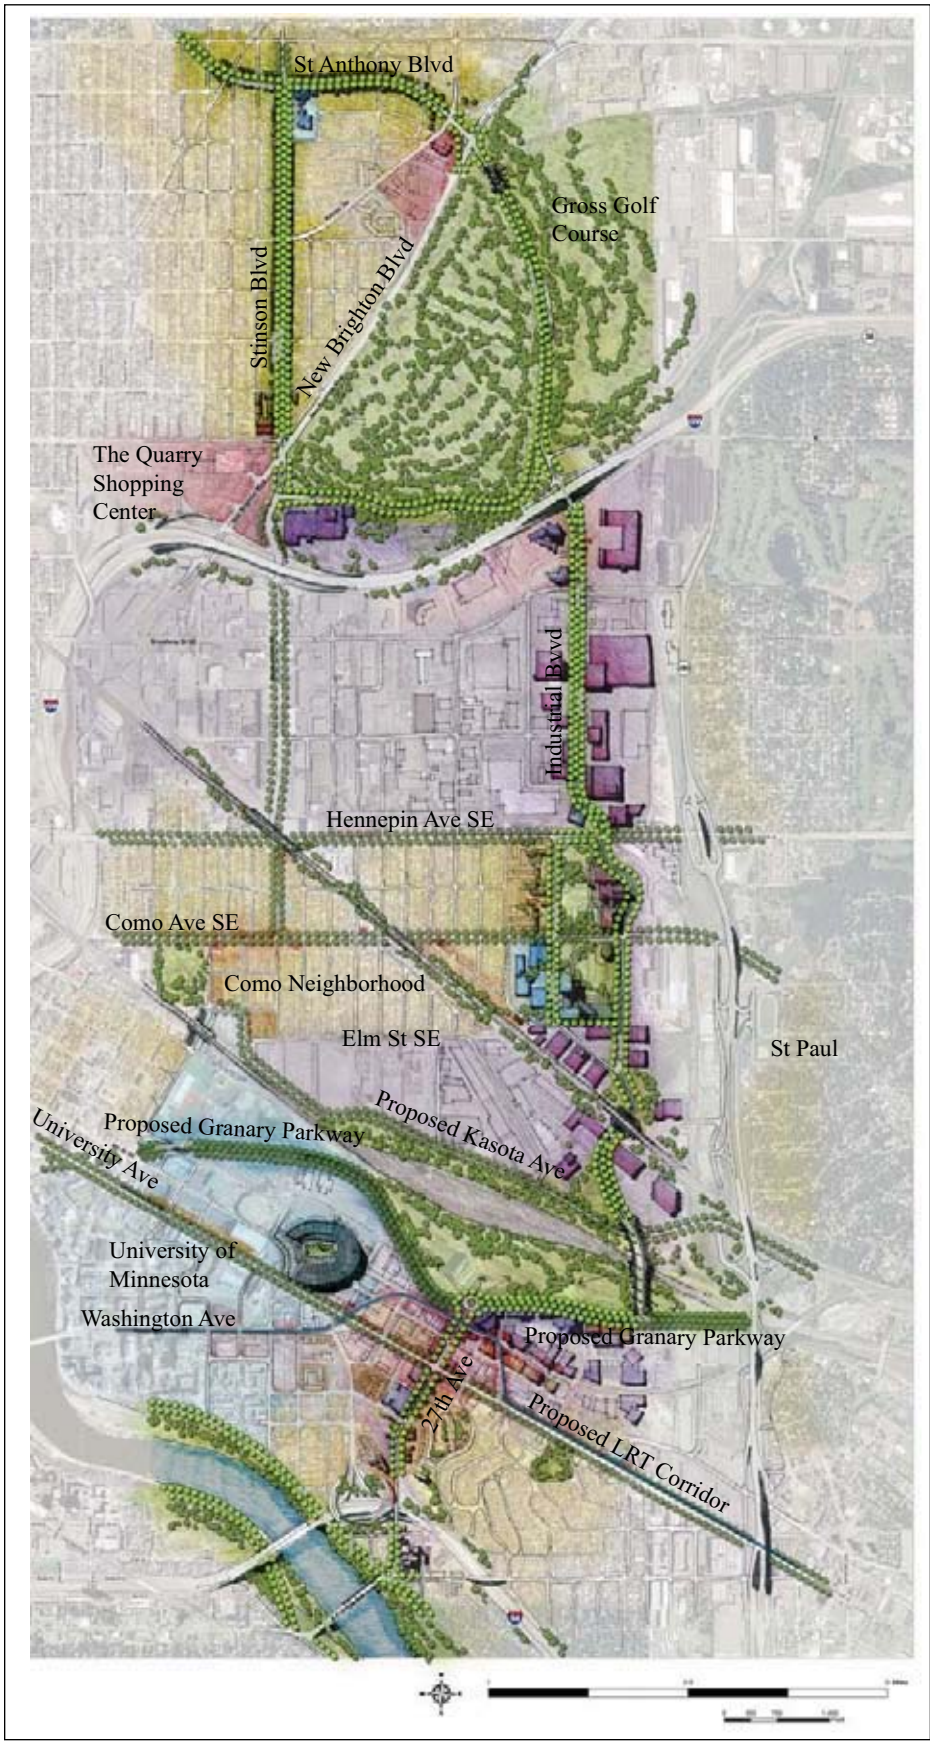 St Anthony Blvd
Gross Golf
Course
Stinson Blvd
New Brighton Blvd
The Quarry
Shopping
Center
Industrial Bvvd
Hennepin Ave SE
Como Ave SE
Como Neighborhood
Elm St SE
St Paul
Proposed Kasota Ave
Proposed Granary Parkway
University Ave
University of
Minnesota
Washington Ave
Proposed Granary Parkway
27th Ave
Proposed LRT Corridor